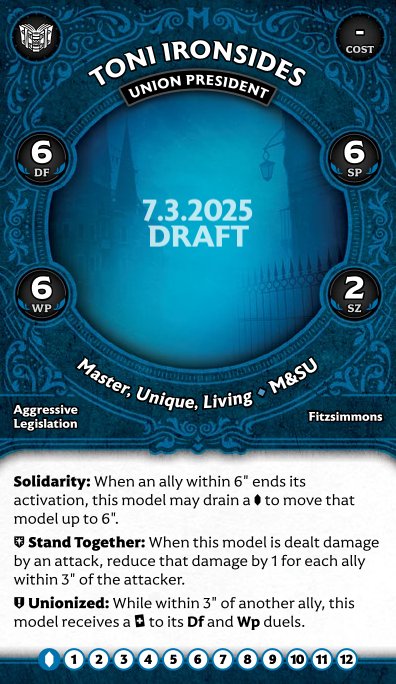 -
COST
TONI IRONSIDES
UNION PRESIDENT
6
DF
6
SP
7.3.2025
DRAFT
6
WP
2
SZ
Master, Unique, Living ⬥ M&SU
Aggressive
Legislation
Fitzsimmons
Solidarity: When an ally within 6" ends its
activation, this model may drain a to move that
model up to 6".
Stand Together: When this model is dealt damage
by an attack, reduce that damage by 1 for each ally
within 3" of the attacker.
Unionized: While within 3" of another ally, this
model receives a to its Df and Wp duels.
1 2 3 4 5 6 7 8 9 10 11 12